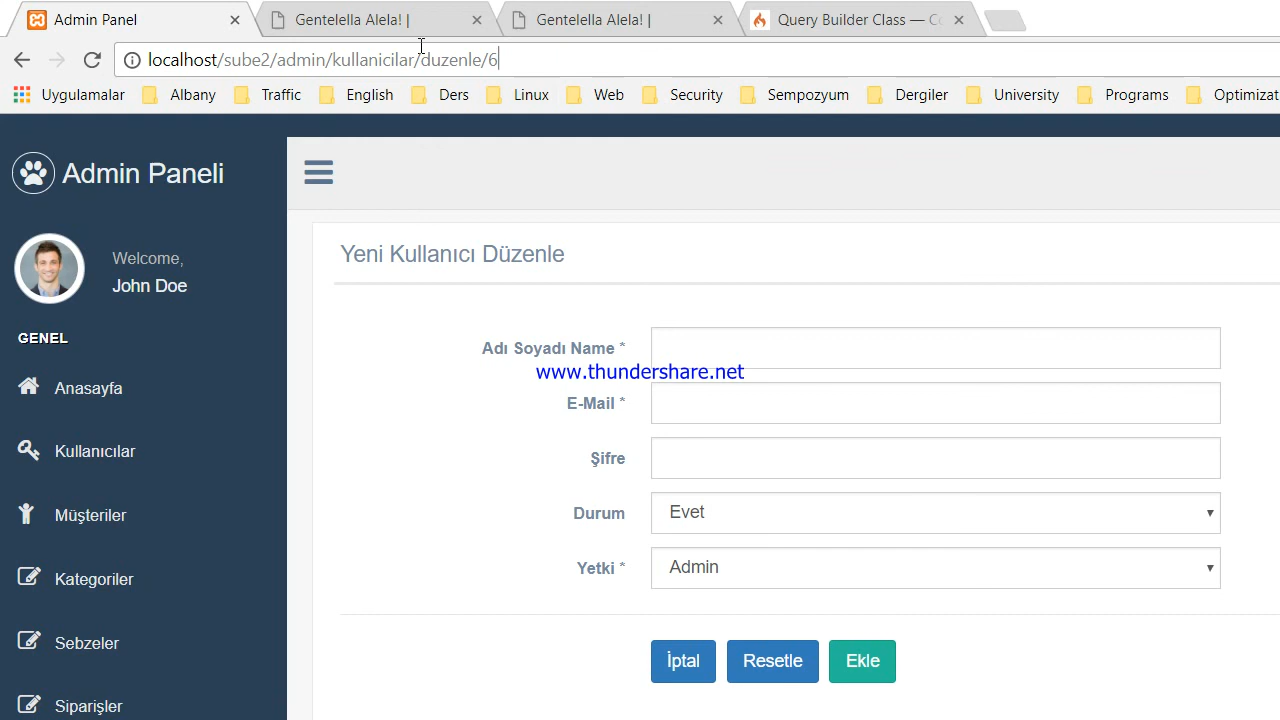 Admin Panel
Gentelella Alela! |
Gentelella Alela! |
Query Builder Class — Co
localhost/sube2/admin/kullanicilar/duzenle/6
Uygulamalar Albany Traffic English Ders Linux Web Security Sempozyum Dergiler University Programs Optimizat
Admin Paneli
Welcome,
John Doe
GENEL
Anasayfa
Kullanıcılar
Müşteriler
Kategoriler
Sebzeler
Siparişler
Yeni Kullanıcı Düzenle
Adı Soyadı Name *
www.thundershare.net
E-Mail *
Şifre
Durum Evet
Yetki * Admin
İptal Resetle Ekle